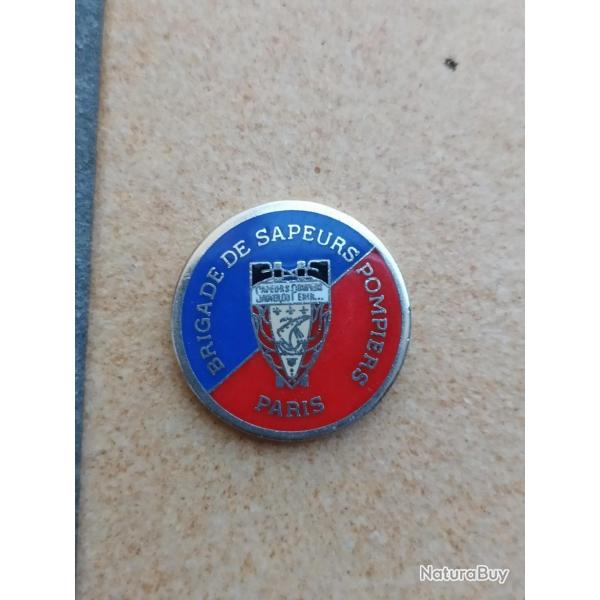 BRIGADE DE SAPEURS POMPIERS
PARIS
NaturaBuy